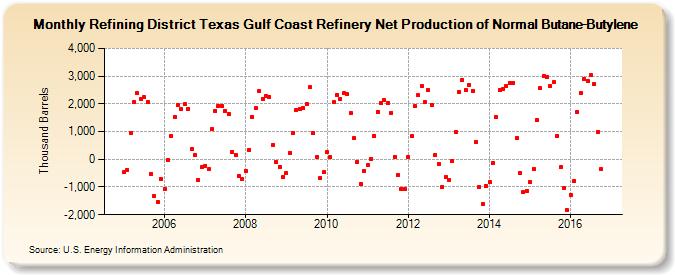 Monthly Refining District Texas Gulf Coast Refinery Net Production of Normal Butane-Butylene
Thousand Barrels
4,000
3,000
2,000
1,000
0
-1,000
-2,000
2006 2008 2010 2012 2014 2016
Source: U.S. Energy Information Administration